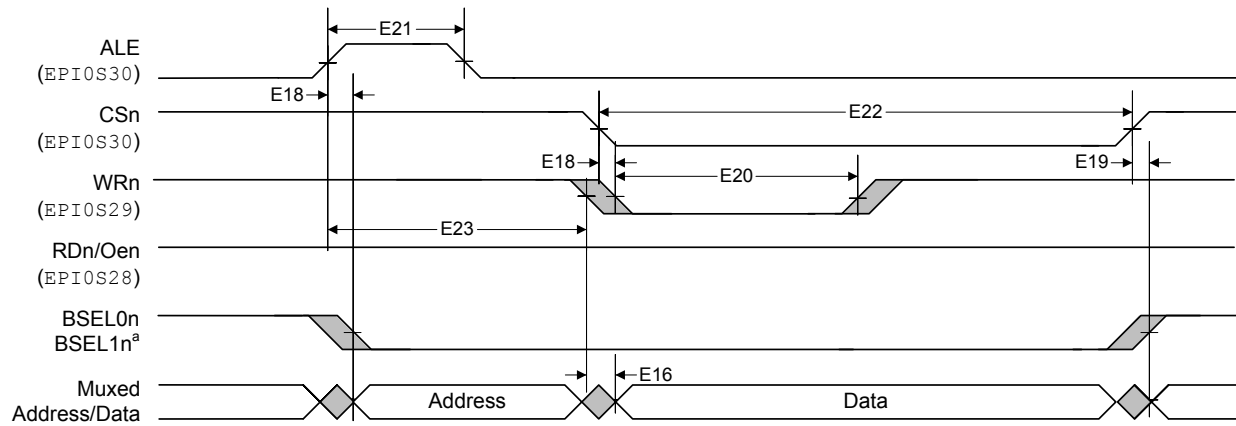 E21
ALE
(EPI0S30)
E18
CSn
E22
(EPI0S30)
E18
E19
WRn
E20
(EPI0S29)
E23
RDn/Oen
(EPI0S28)
BSEL0n
BSEL1nª
E16
Muxed
Address
Data
Address/Data